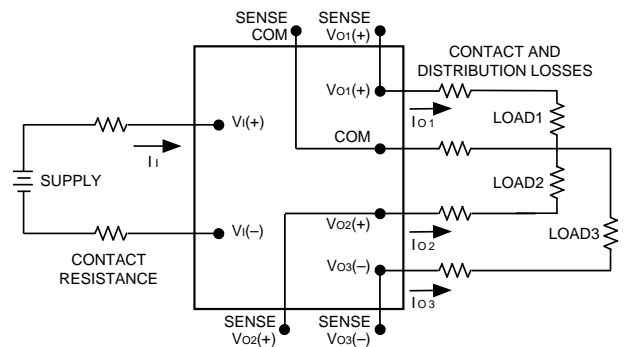 SENSE
COM
SENSE
VO1(+)
CONTACT AND
DISTRIBUTION LOSSES
VO1(+)
IO1
LOAD1
VI(+)
II
COM
SUPPLY
LOAD2
VO2(+)
IO2
LOAD3
VI(–)
CONTACT
RESISTANCE
VO3(–)
IO3
SENSE
VO2(+)
SENSE
VO3(–)